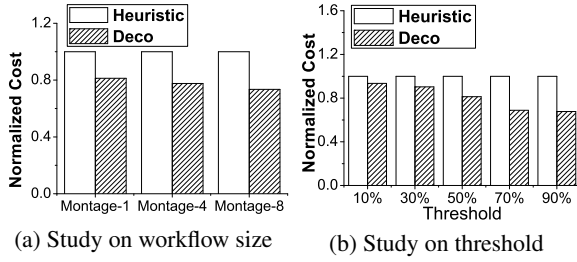 Heuristic
Deco
Normalized Cost
1.2
0.8
0.4
0.0
Montage-1 Montage-4 Montage-8
(a) Study on workflow size
Heuristic
Deco
Normalized Cost
1.6
1.2
0.8
0.4
0.0
10% 30% 50% 70% 90%
Threshold
(b) Study on threshold